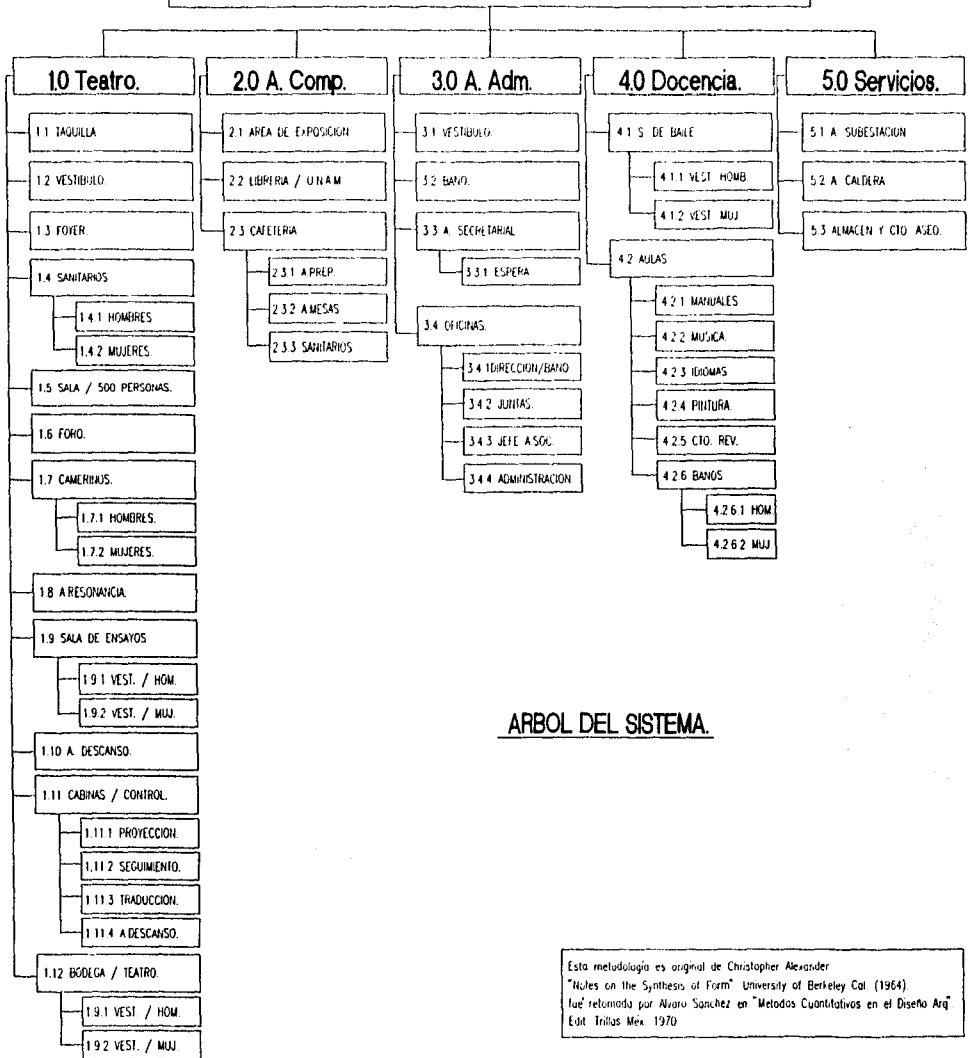 1.0 Teatro.
1.1 TAQUILLA
1.2 VESTIBULO.
1.3 FOYER.
1.4 SANITARIOS
1.4.1 HOMBRES
1.4.2 MUJERES.
1.5 SALA / 500 PERSONAS.
1.6 FORO.
1.7 CAMERINOS.
1.7.1 HOMBRES.
1.7.2 MUJERES.
1.8 A RESONANCIA.
1.9 SALA DE ENSAYOS
1.9.1 VEST. / HOM.
1.9.2 VEST. / MUJ.
1.10 A. DESCANSO.
1.11 CABINAS / CONTROL.
1.11.1 PROYECCION.
1.11.2 SEGUIMIENTO.
1.11.3 TRADUCCION.
1.11.4 A DESCANSO.
1.12 BODEGA / TEATRO.
1.9.1 VEST. / HOM.
1.9.2 VEST. / MUJ.
2.0 A. Comp.
2.1 AREA DE EXPOSICION
2.2 LIBRERIA / U N A M
2.3 CAFETERIA
2.3.1 A PREP.
2.3.2 A MESAS
2.3.3 SANITARIOS
3.0 A. Adm.
3.1 VESTIBULO.
3.2 BANO.
3.3 A. SECRETARIAL
3.3.1 ESPERA
3.4 OFICINAS.
3.4.1 DIRECCION/BANO
3.4.2 JUNTAS.
3.4.3 JEFE A SOC.
3.4.4 ADMINISTRACION
4.0 Docencia.
4.1 S. DE BAILE
4.1.1 VEST HOMB.
4.1.2 VEST MUJ
4.2 AULAS
4.2.1 MANUALES
4.2.2 MUSICA.
4.2.3 IDIOMAS
4.2.4 PINTURA.
4.2.5 CTO. REV.
4.2.6 BANOS
4.2.6.1 HOM
4.2.6.2 MUJ
5.0 Servicios.
5.1 A. SUBESTACION
5.2 A. CALDERA
5.3 ALMACEN Y CTO ASEO.
ARBOL DEL SISTEMA.
Esta metodologia es original de Christopher Alexander
"Notes on the Synthesis of Form" University of Berkeley Cal. (1964).
fue' retomada por Alvaro Sanchez en "Metodos Cuantitativos en el Diseño Arq"
Edit Trillas Méx. 1970